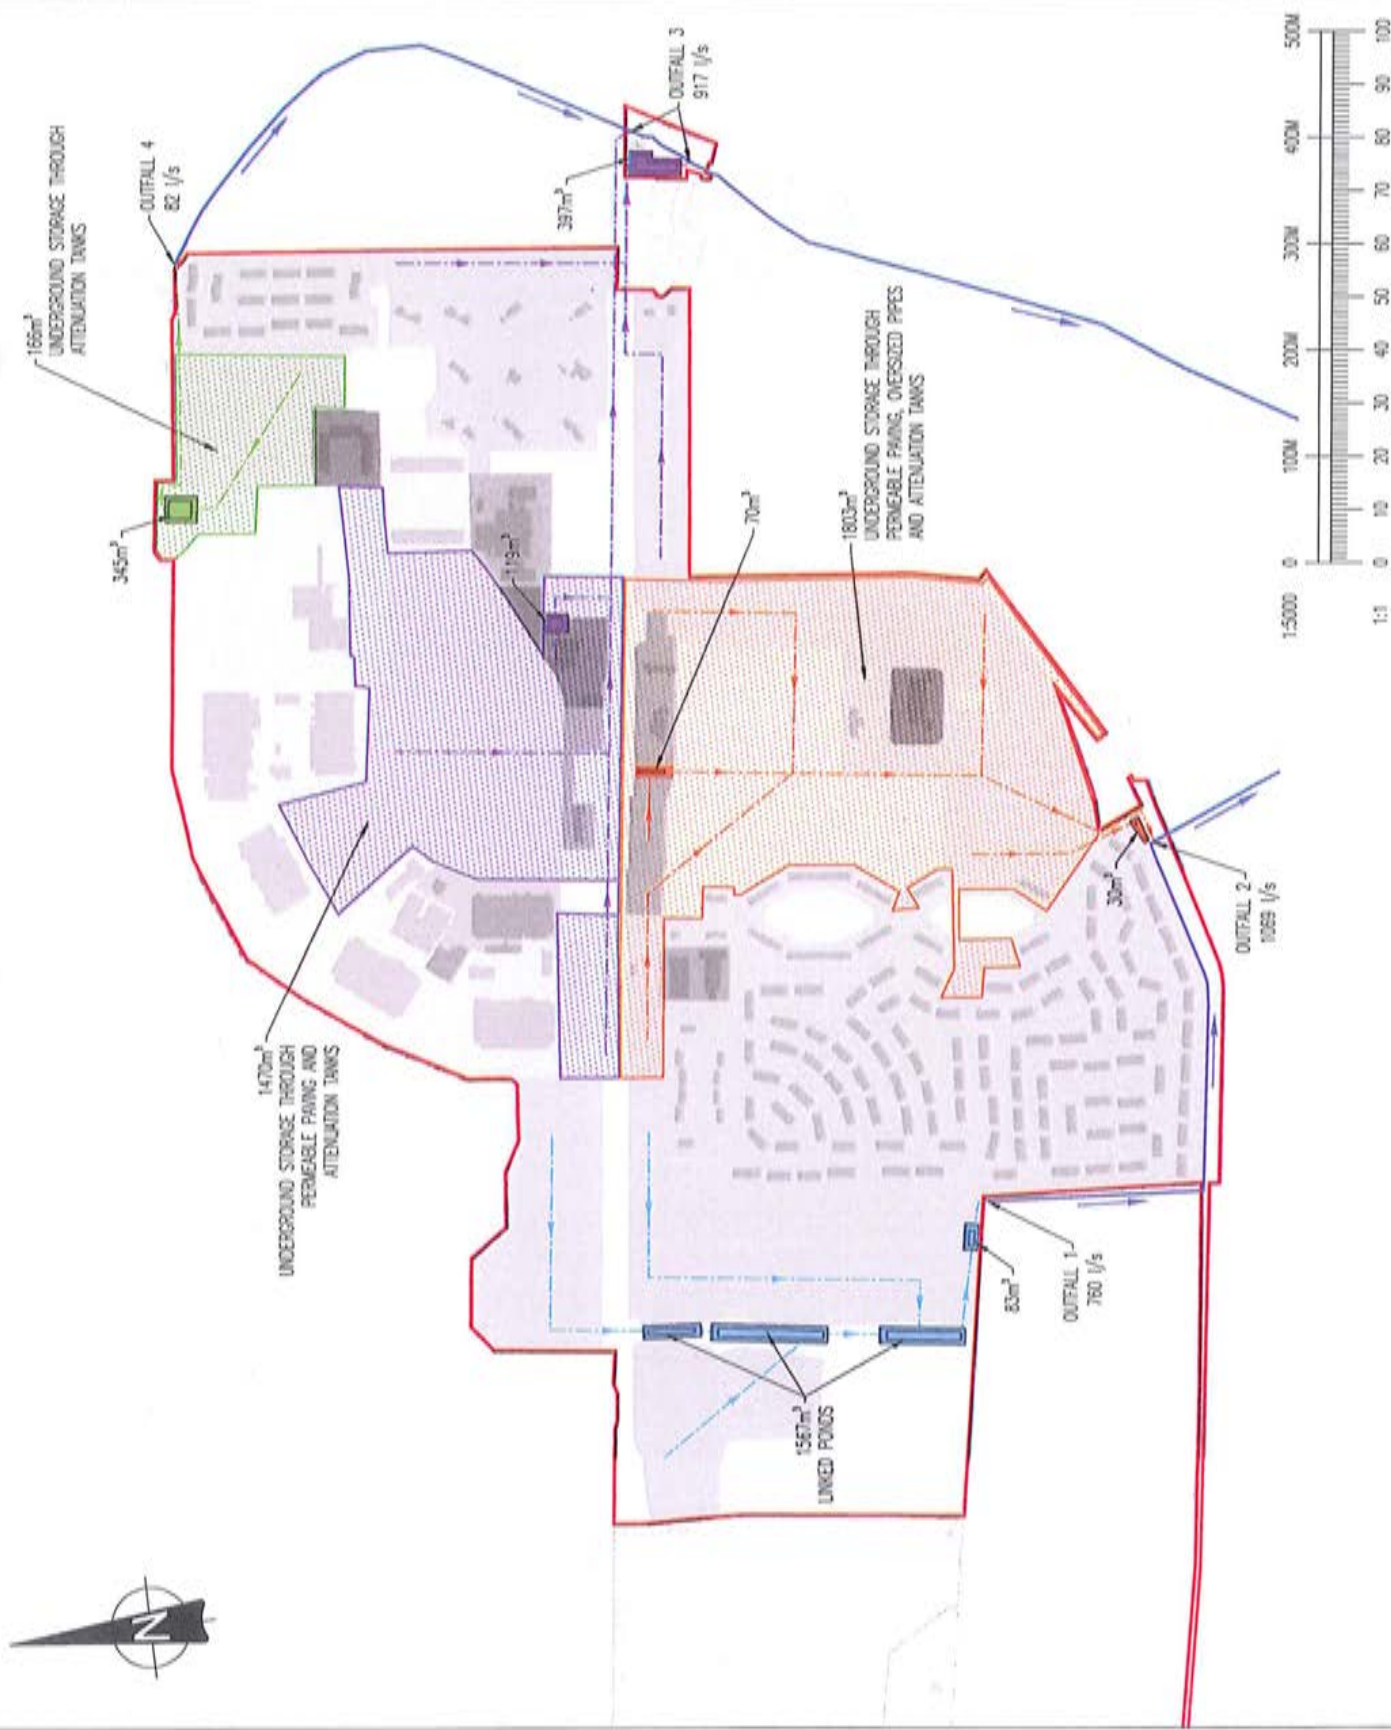 166m³
UNDERGROUND STORAGE THROUGH
ATTENUATION TANKS
OUTFALL 4
82 l/s
345m³
OUTFALL 3
917 l/s
397m³
119m³
1470m³
UNDERGROUND STORAGE THROUGH
PERMEABLE PAVING AND
ATTENUATION TANKS
70m³
1803m³
UNDERGROUND STORAGE THROUGH
PERMEABLE PAVING, OVERSIZED PIPES
AND ATTENUATION TANKS
30m³
OUTFALL 2
1069 l/s
83m³
OUTFALL 1
760 l/s
1567m³
LINKED PONDS
N
1:5000
0
100M
200M
300M
400M
500M
1:1
0
10
20
30
40
50
60
70
80
90
100